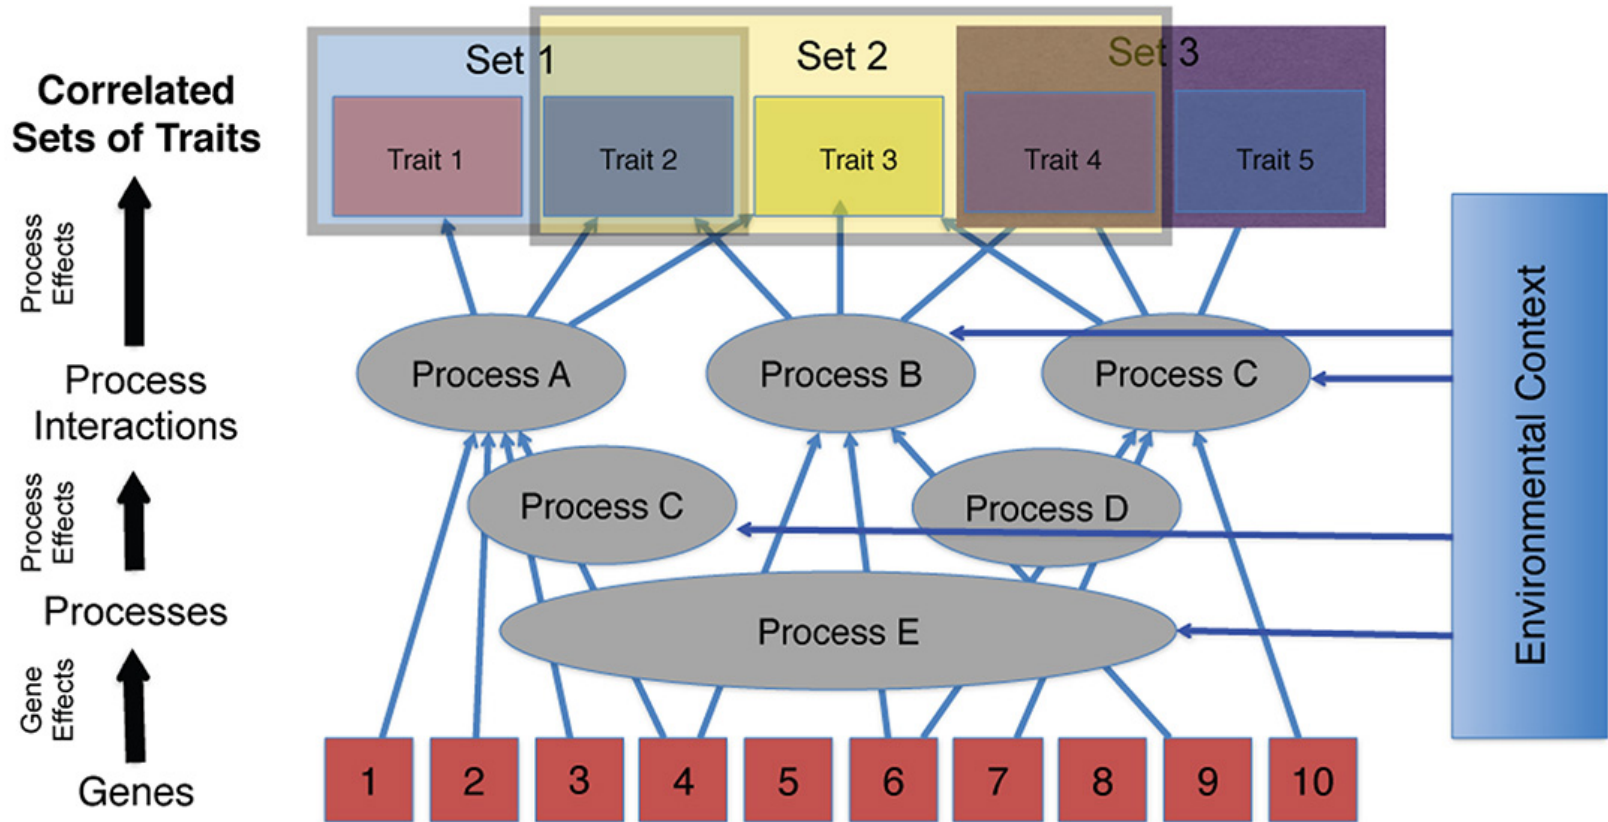 Set 1
Set 2
Set 3
Correlated
Sets of Traits
Trait 1
Trait 2
Trait 3
Trait 4
Trait 5
Process
Effects
Process
Interactions
Process A
Process B
Process C
Environmental Context
Process
Effects
Process C
Process D
Processes
Process E
Gene
Effects
Genes
1
2
3
4
5
6
7
8
9
10